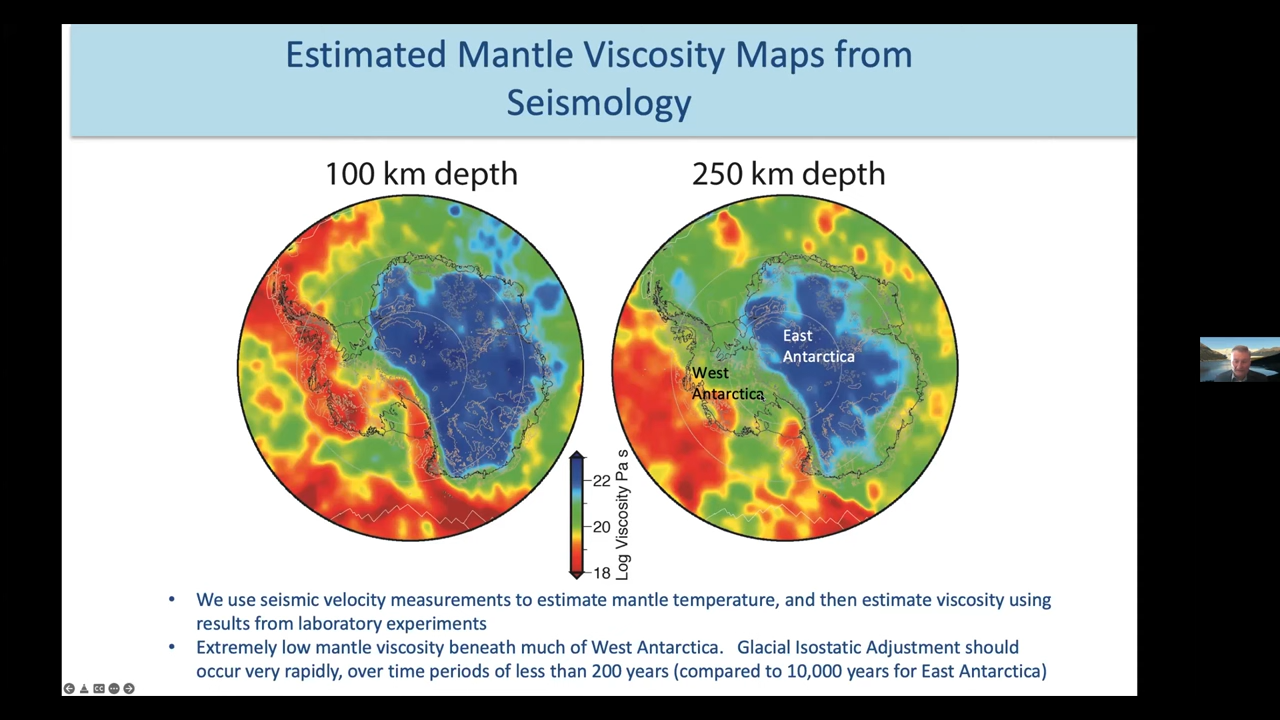 Estimated Mantle Viscosity Maps from
Seismology
100 km depth
250 km depth
East
Antarctica
West
Antarctica
22
20
18
Log Viscosity Pa s
• We use seismic velocity measurements to estimate mantle temperature, and then estimate viscosity using
results from laboratory experiments
• Extremely low mantle viscosity beneath much of West Antarctica. Glacial Isostatic Adjustment should
occur very rapidly, over time periods of less than 200 years (compared to 10,000 years for East Antarctica)